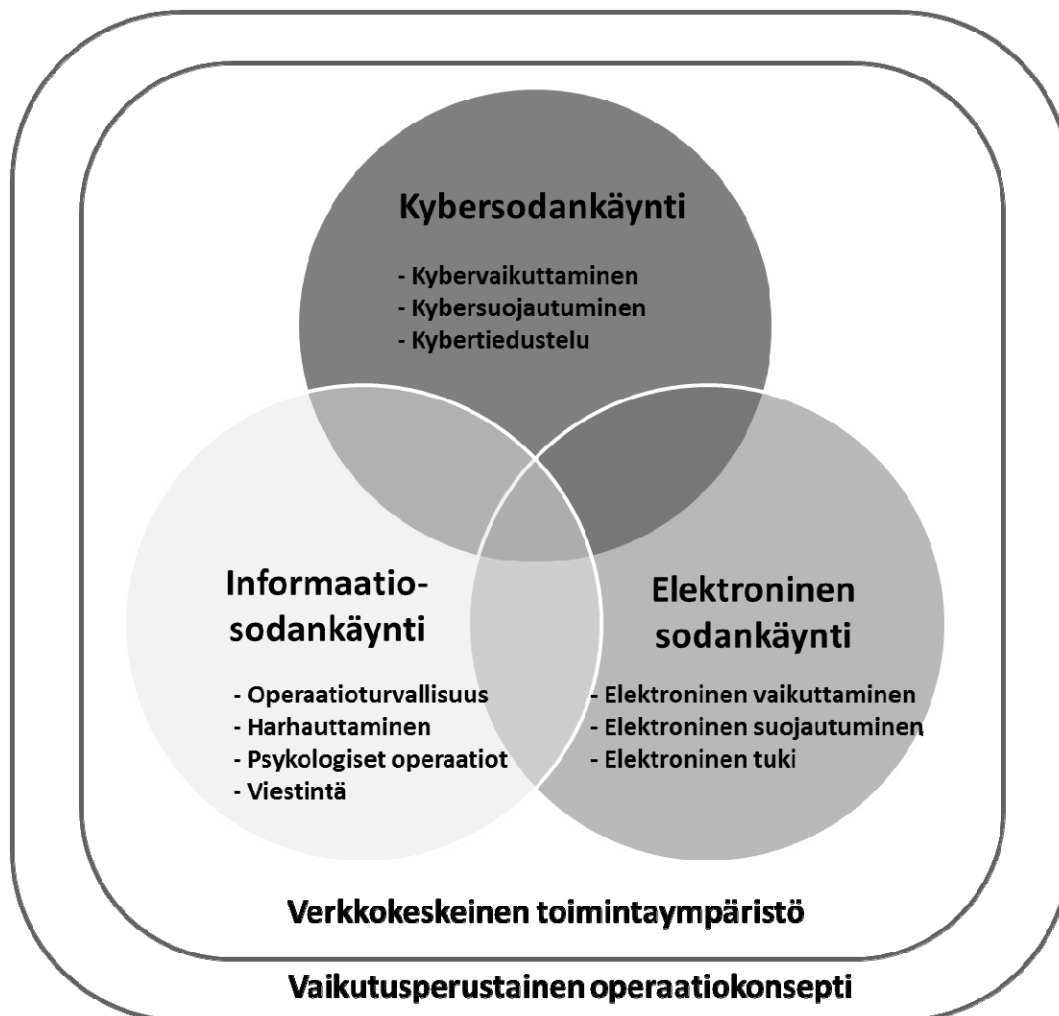 Kybersodankäynti
- Kybervaikuttaminen
- Kybersuojautuminen
- Kybertiedustelu
Informaatio-
sodankäynti
- Operaatioturvallisuus
- Harhauttaminen
- Psykologiset operaatiot
- Viestintä
Elektroninen
sodankäynti
- Elektroninen vaikuttaminen
- Elektroninen suojautuminen
- Elektroninen tuki
Verkkokeskeinen toimintaympäristö
Vaikutusperustainen operaatiokonsepti